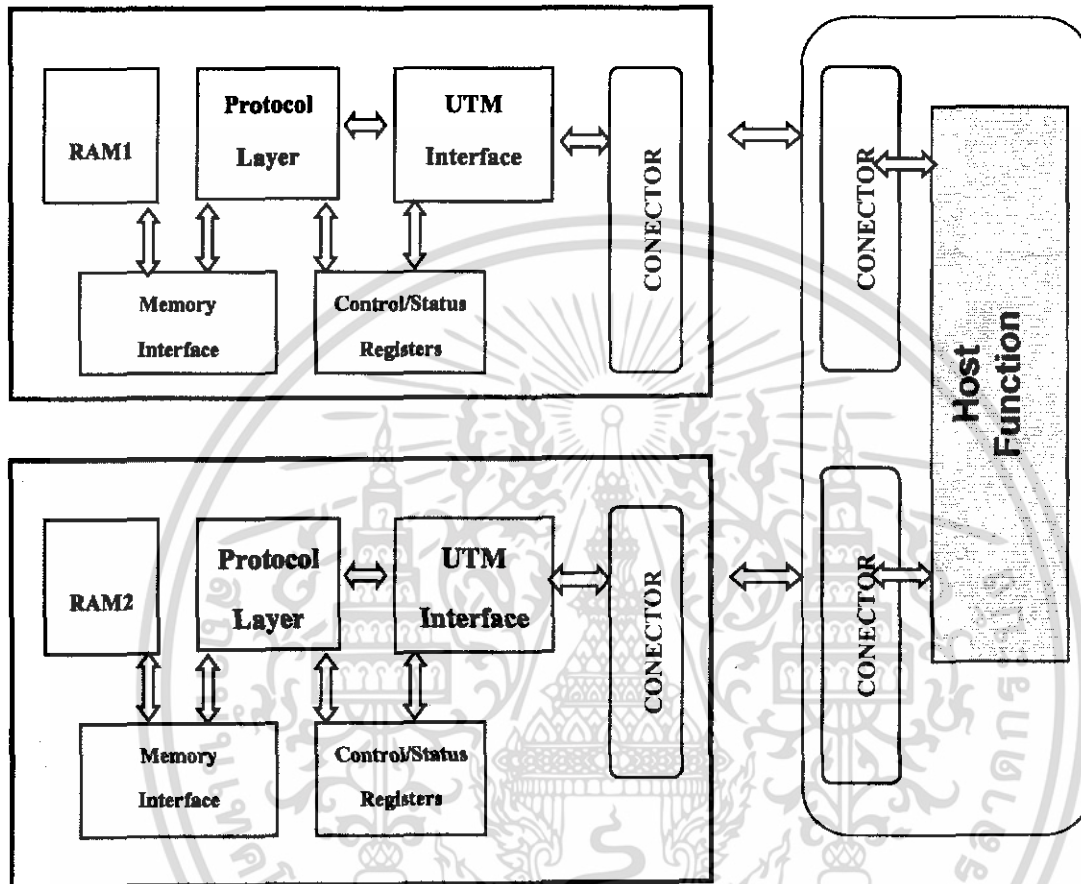 RAM1
Protocol
Layer
UTM
Interface
CONECTOR
Memory
Interface
Control/Status
Registers
CONECTOR
Host
Function
RAM2
Protocol
Layer
UTM
Interface
CONECTOR
Memory
Interface
Control/Status
Registers
CONECTOR